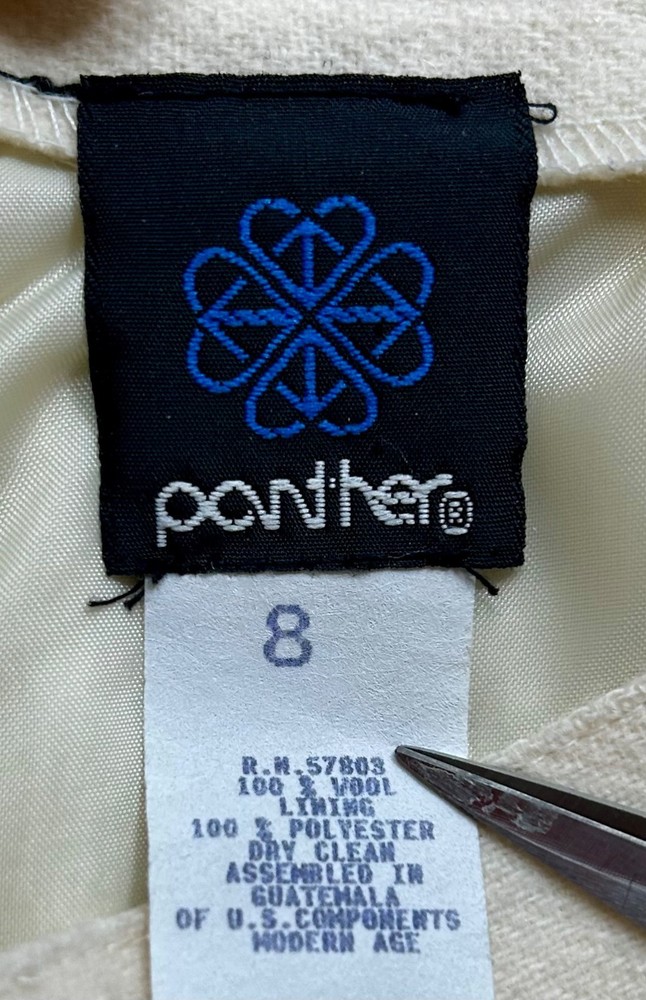 panther®
8
R.N.57803
100 % WOOL
LINING
100 % POLYESTER
DRY CLEAN
ASSEMBLED IN
GUATEMALA
OF U.S.COMPONENTS
MODERN AGE